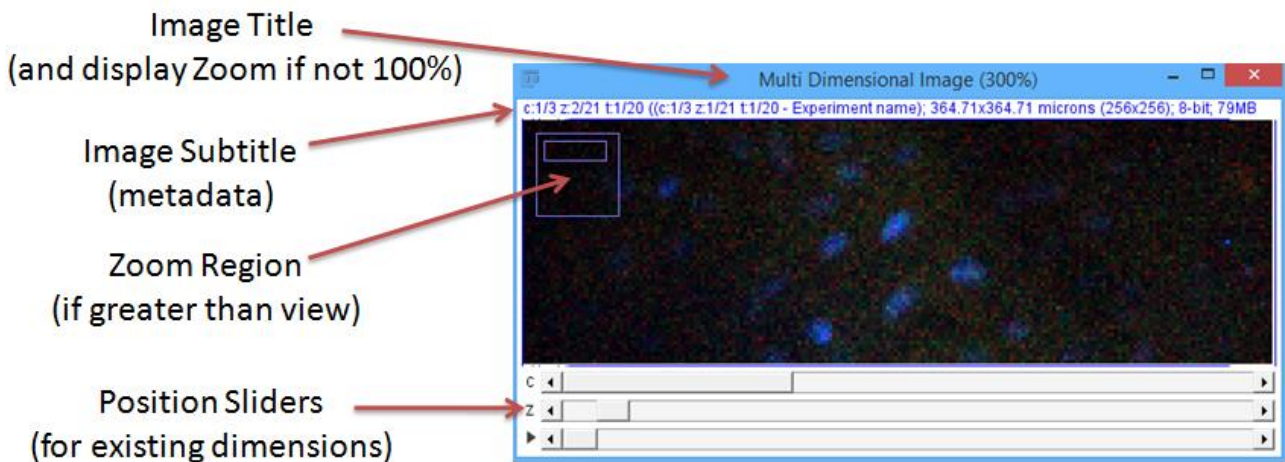 Image Title
(and display Zoom if not 100%)
Multi Dimensional Image (300%)
c:1/3 z:2/21 t:1/20 ((c:1/3 z:1/21 t:1/20 - Experiment name); 364.71x364.71 microns (256x256); 8-bit; 79MB
Image Subtitle
(metadata)
Zoom Region
(if greater than view)
C
Position Sliders
(for existing dimensions)
Z